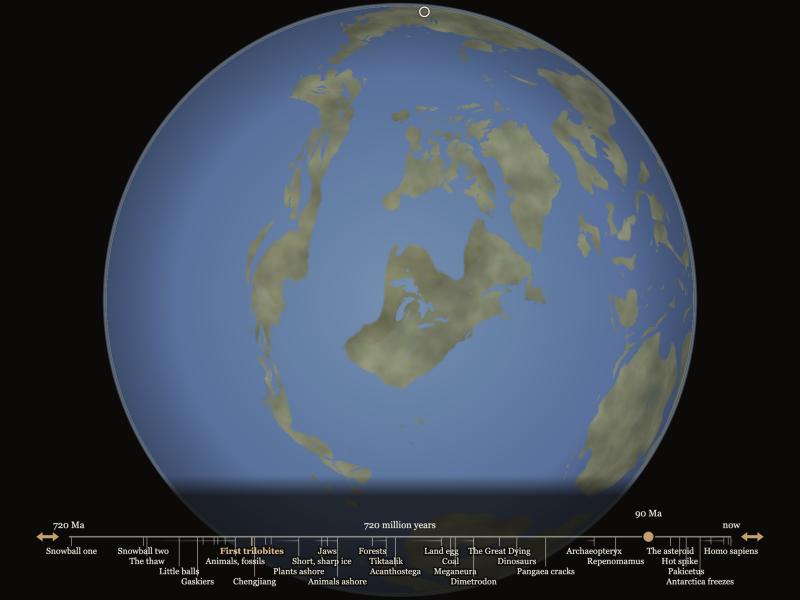 90 Ma
720 Ma 720 million years now
Snowball one Snowball two First trilobites Jaws Forests Land egg The Great Dying Archaeopteryx The asteroid Homo sapiens
The thaw Animals, fossils Short, sharp ice Tiktaalik Coal Dinosaurs Repenomamus Hot spike
Little balls Plants ashore Acanthostega Meganeura Pangaea cracks Pakicetus
Gaskiers Chengjiang Animals ashore Dimetrodon Antarctica freezes